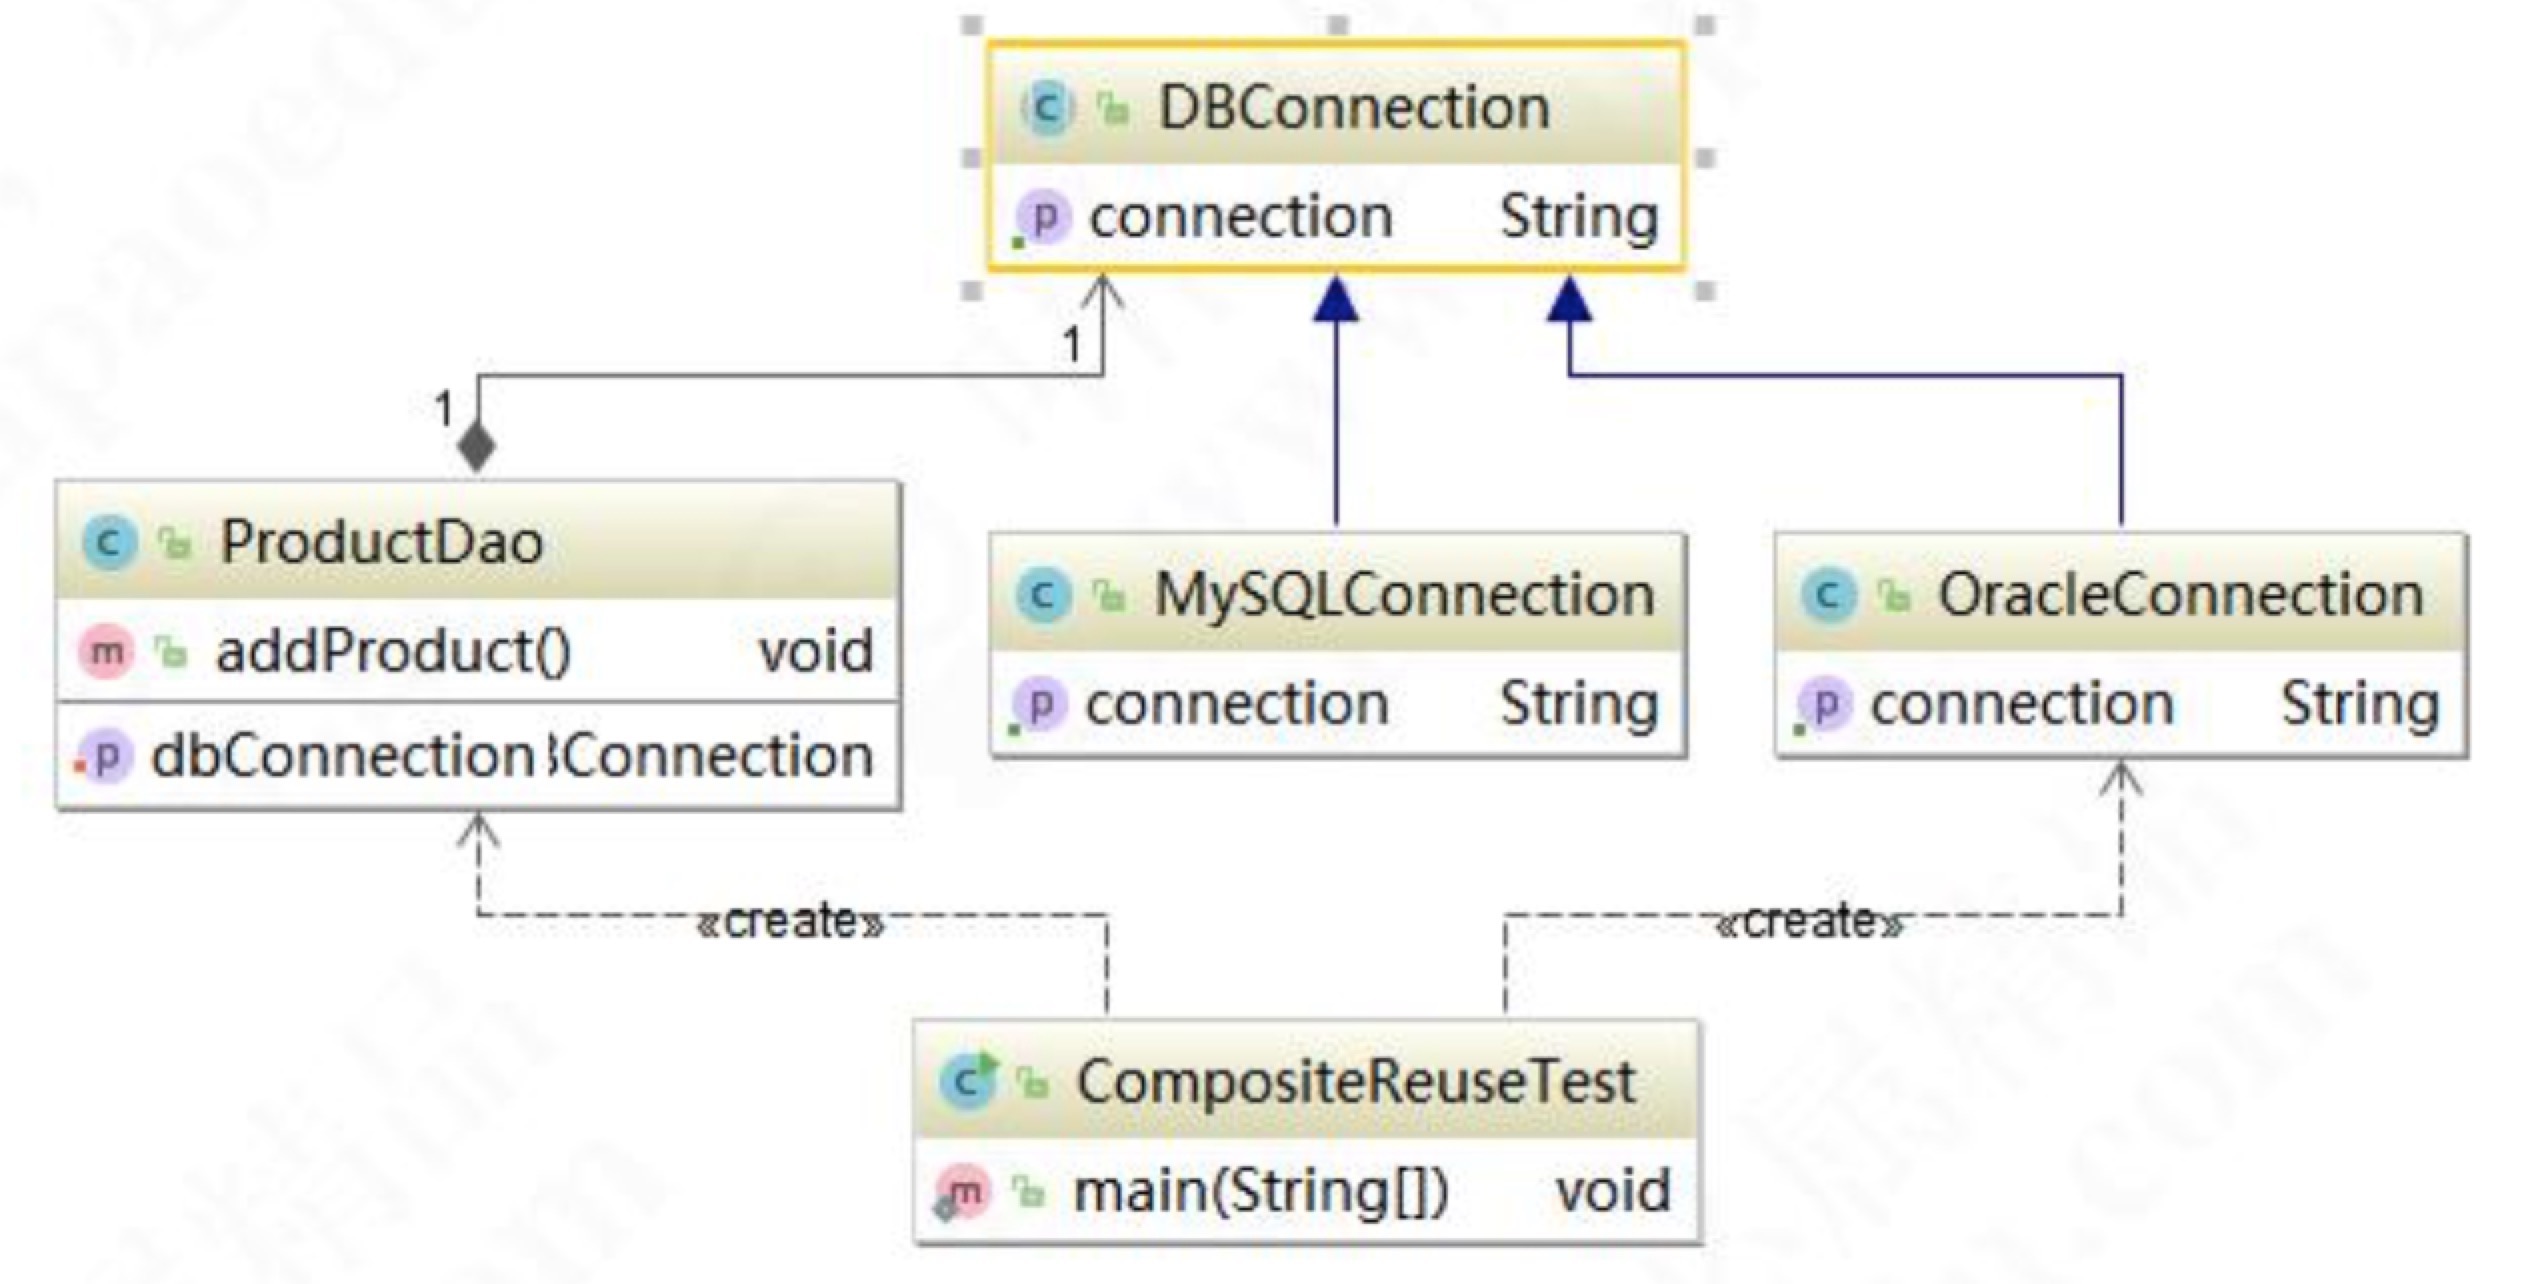 DBConnection
connection String
1
1
ProductDao
addProduct() void
dbConnection Connection
MySQLConnection
connection String
OracleConnection
connection String
«create»
«create»
CompositeReuseTest
main(String[]) void